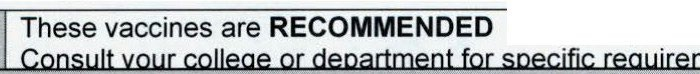 These vaccines are RECOMMENDED
Consult your college or department for specific